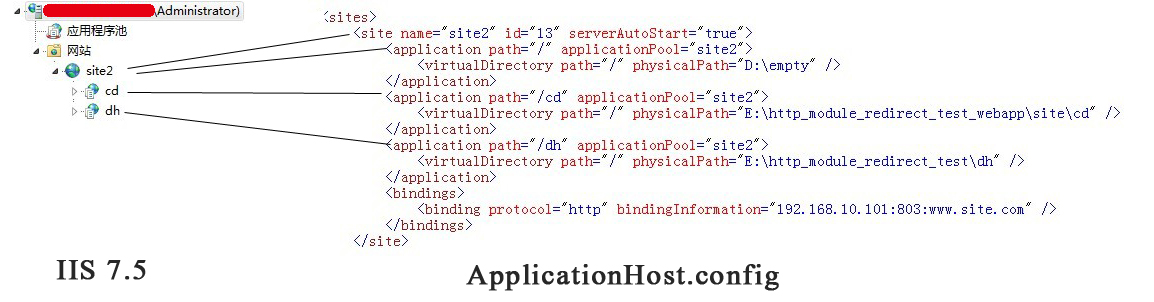 \Administrator)
应用程序池
网站
site2
cd
dh
<sites>
<site name="site2" id="13" serverAutoStart="true">
<application path="/" applicationPool="site2">
<virtualDirectory path="/" physicalPath="D:\empty" />
</application>
<application path="/cd" applicationPool="site2">
<virtualDirectory path="/" physicalPath="E:\http_module_redirect_test_webapp\site\cd" />
</application>
<application path="/dh" applicationPool="site2">
<virtualDirectory path="/" physicalPath="E:\http_module_redirect_test\dh" />
</application>
<bindings>
<binding protocol="http" bindingInformation="192.168.10.101:803:www.site.com" />
</bindings>
</site>
IIS 7.5
ApplicationHost.config